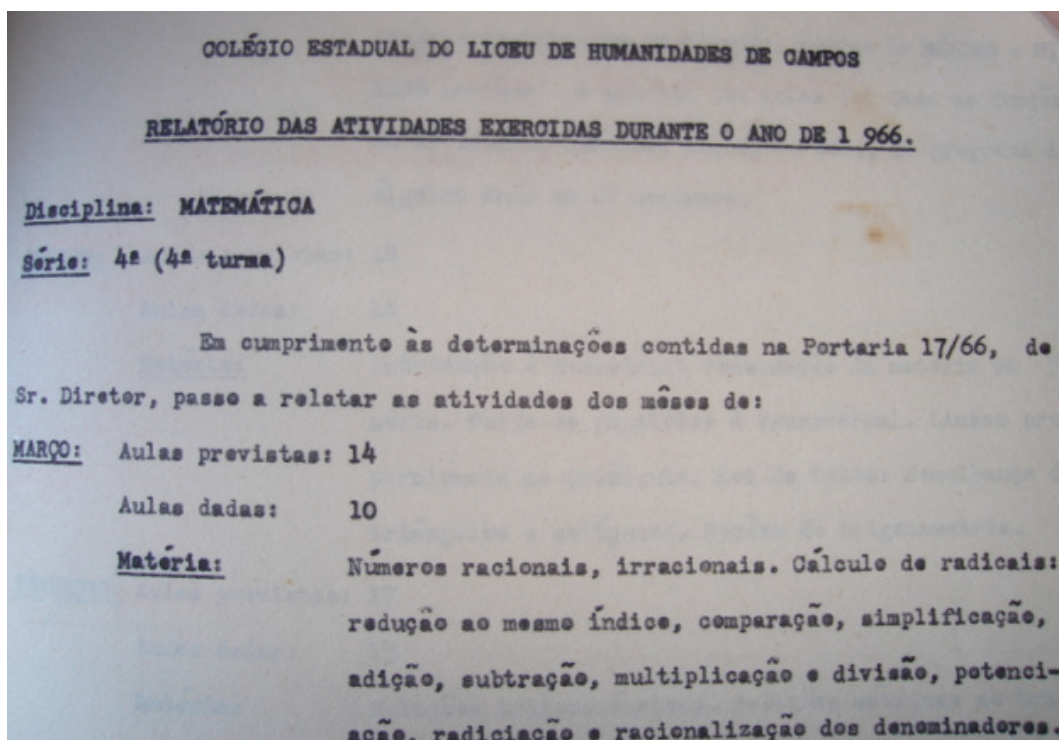 COLÉGIO ESTADUAL DO LICEU DE HUMANIDADES DE CAMPOS
RELATÓRIO DAS ATIVIDADES EXERCIDAS DURANTE O ANO DE 1 966.
Disciplina: MATEMÁTICA
Série: 4ª (4ª turma)
Em cumprimento às determinações contidas na Portaria 17/66, do
Sr. Diretor, passo a relatar as atividades dos mêses de:
MARÇO: Aulas previstas: 14
Aulas dadas: 10
Matéria: Números racionais, irracionais. Cálculo de radicais:
redução ao mesmo índice, comparação, simplificação,
adição, subtração, multiplicação e divisão, potenci-
ação, radiciação e racionalização dos denominadores.